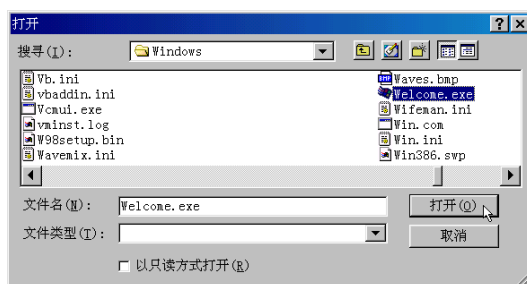 打开
搜寻(I): Windows
Vb.ini
vbaddin.ini
Vcmui.exe
vminst.log
W98setup.bin
Wavemix.ini
Waves.bmp
Welcome.exe
Wifeman.ini
Win.com
Win.ini
Win386.swp
文件名(N): Welcome.exe 打开(O)
文件类型(T): 取消
以只读方式打开(R)